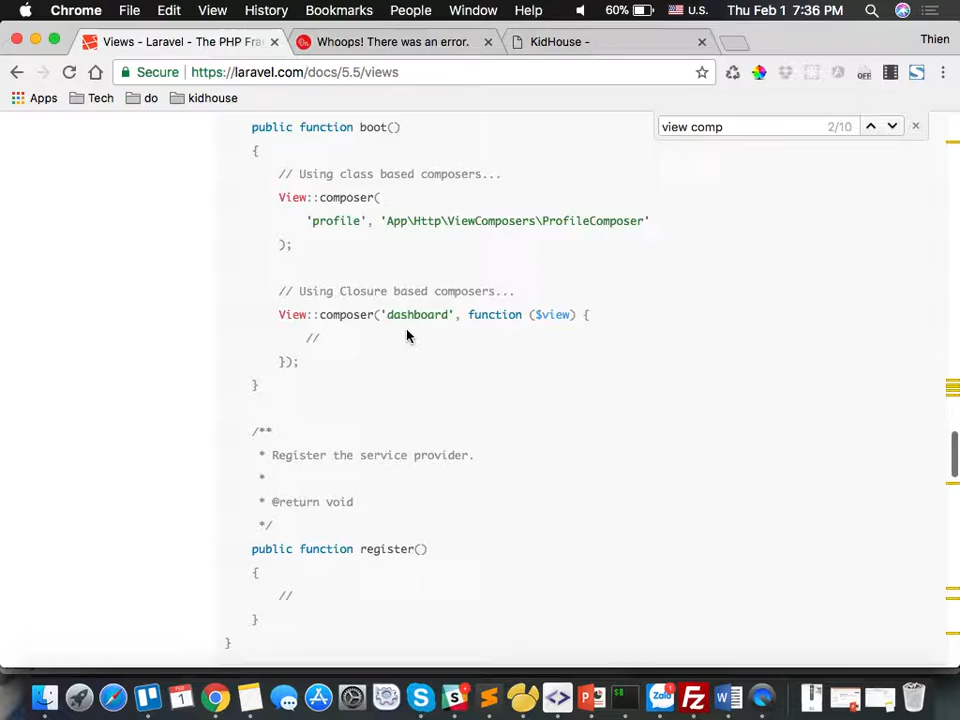 Chrome File Edit View History Bookmarks People Window Help 60% U.S. Thu Feb 1 7:36 PM
Views - Laravel - The PHP Fra Whoops! There was an error. KidHouse - Thien
Secure https://laravel.com/docs/5.5/views OFF
Apps Tech do kidhouse
view comp 2/10
public function boot()
{
// Using class based composers...
View::composer(
'profile', 'App\Http\ViewComposers\ProfileComposer'
);
// Using Closure based composers...
View::composer('dashboard', function ($view) {
//
});
}
/**
* Register the service provider.
*
* @return void
*/
public function register()
{
//
}
}